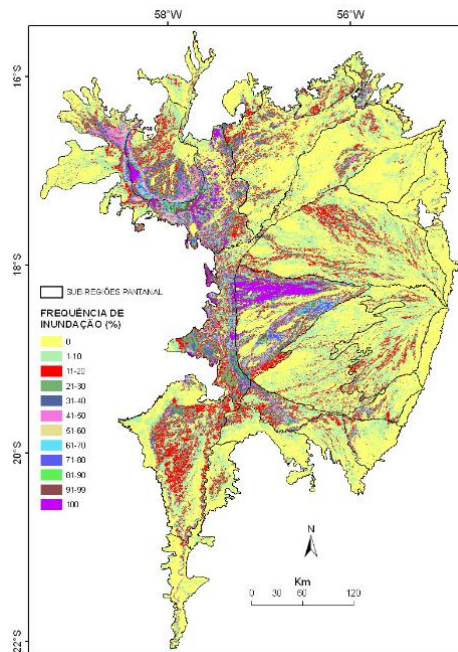 58°W 56°W
16°S
18°S
SUB-REGIÕES PANTANAL
FREQUÊNCIA DE
INUNDAÇÃO (%)
0
1-10
11-20
21-30
31-40
41-50
51-60
61-70
71-80
81-90
91-99
100
20°S
N
Km
0 30 60 120
22°S
58°W 56°W